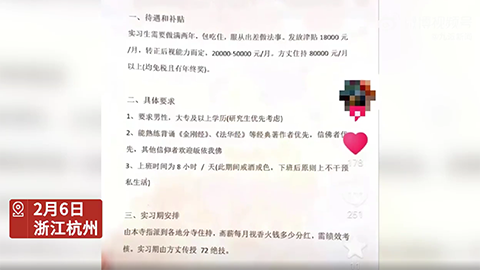 一、待遇和补贴
实习生需要做满两年，包吃住，服从出差做法事。发放津贴 18000 元
/月，转正后视能力而定，20000-50000 元/月。方丈住持 80000 元/月
以上(均免税且有年终奖)。
二、具体要求
1、要求男性，大专及以上学历(研究生优先考虑)
2、能熟练背诵《金刚经》、《法华经》等经典著作者优先，信佛者优
先，其他信仰者欢迎皈依我佛
3、上班时间为 8 小时 / 天(此期间戒酒戒色，下班后原则上不干预
私生活)
三、实习期安排
由本寺指派到各地分寺住持，薪薪每月视香火钱多少分红，需绩效考
核。实习期由方丈传授 72 绝技。
178
251
2月6日
浙江杭州